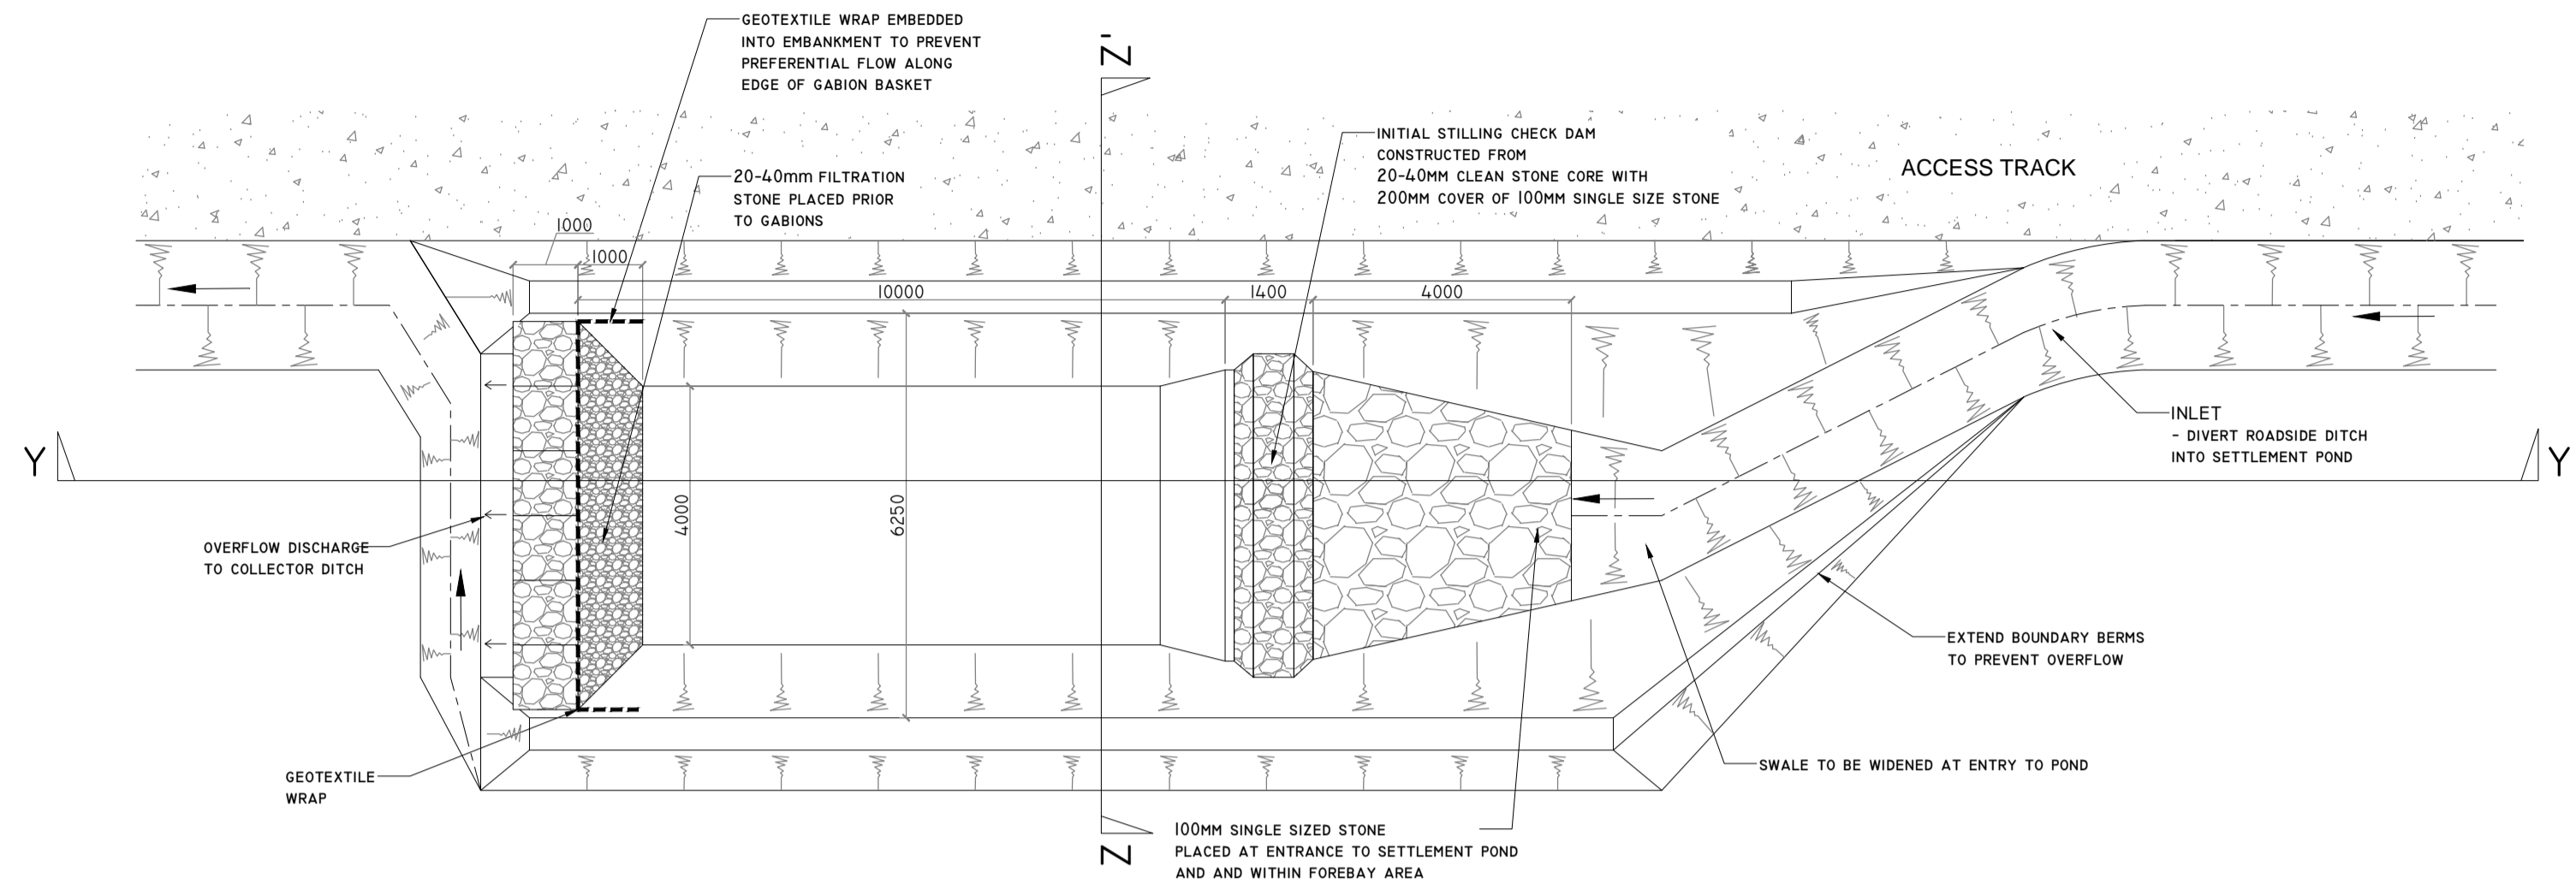 GEOTEXTILE WRAP EMBEDDED
INTO EMBANKMENT TO PREVENT
PREFERENTIAL FLOW ALONG
EDGE OF GABION BASKET
Z
INITIAL STILLING CHECK DAM
CONSTRUCTED FROM
20-40MM CLEAN STONE CORE WITH
200MM COVER OF 100MM SINGLE SIZE STONE
ACCESS TRACK
20-40mm FILTRATION
STONE PLACED PRIOR
TO GABIONS
1000
1000
10000
1400
4000
INLET
- DIVERT ROADSIDE DITCH
INTO SETTLEMENT POND
Y
Y
4000
6250
OVERFLOW DISCHARGE
TO COLLECTOR DITCH
EXTEND BOUNDARY BERMS
TO PREVENT OVERFLOW
SWALE TO BE WIDENED AT ENTRY TO POND
GEOTEXTILE
WRAP
Z
100MM SINGLE SIZED STONE
PLACED AT ENTRANCE TO SETTLEMENT POND
AND AND WITHIN FOREBAY AREA